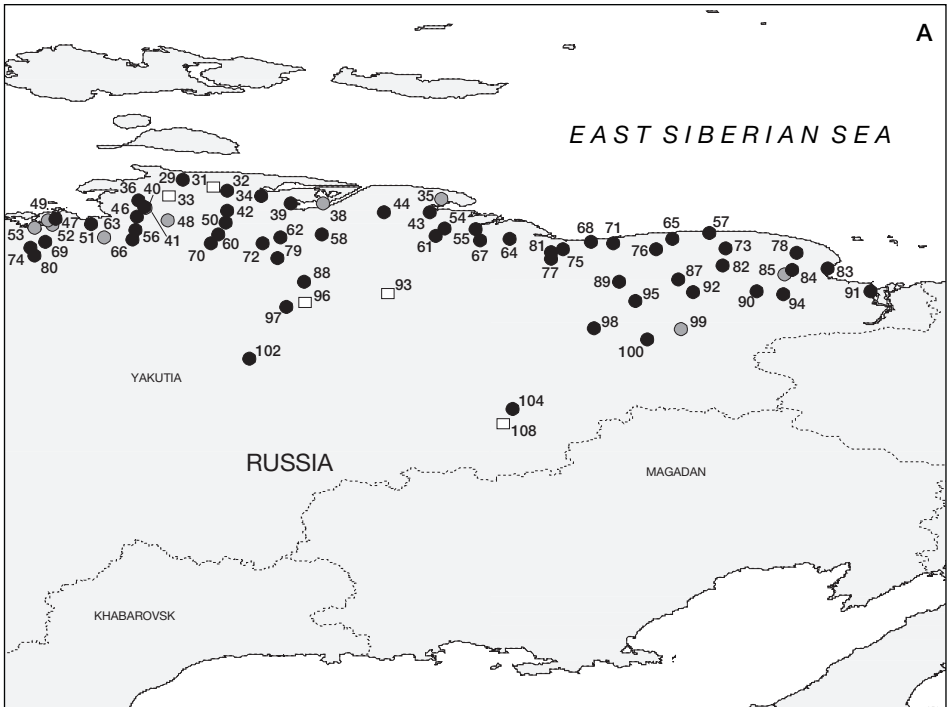 A
EAST SIBERIAN SEA
29 31 32
36 40 33 34 35
49 46 42 39 38 44
47 63 48 50 43 54
53 52 51 56 41 60 62 58 61 55 67 64 68 71 65 57
74 69 66 70 72 79 81 75 76 73 78
80 77 82 85 84 83
88 93 89 87 92 90 94 91
96 95
97 98 99
102 100
YAKUTIA
104
108
RUSSIA
MAGADAN
KHABAROVSK